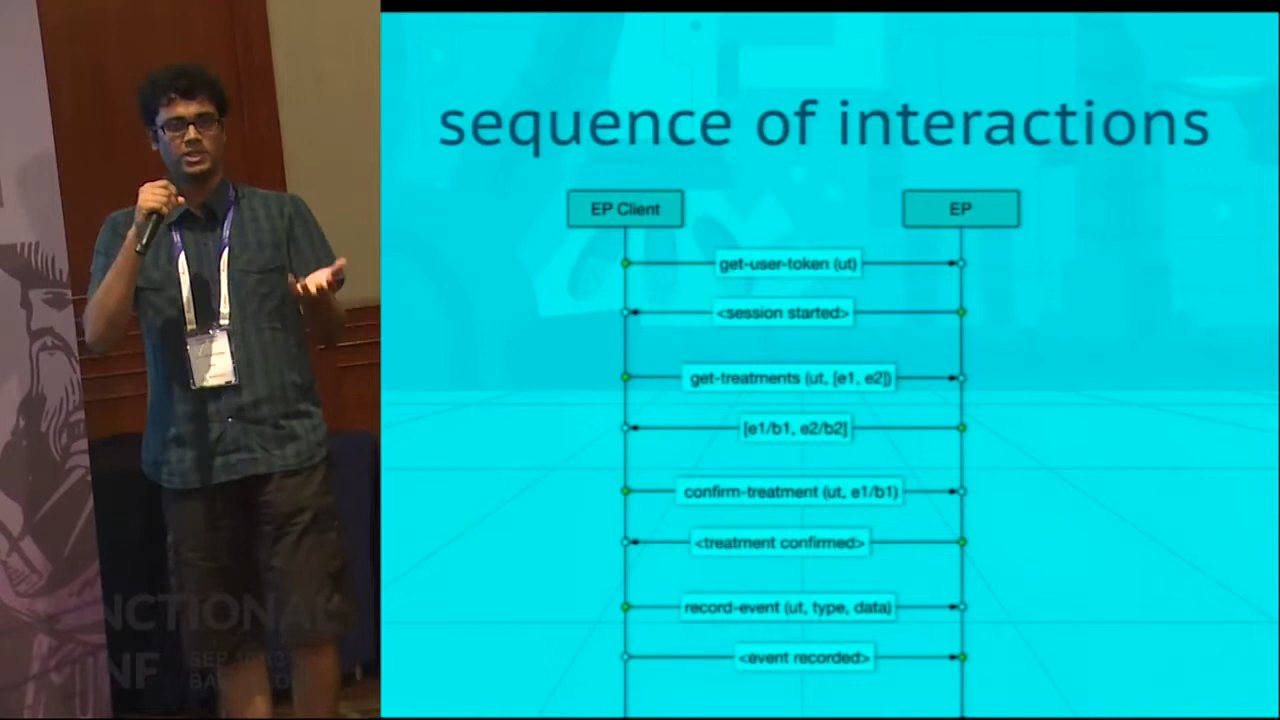 sequence of interactions
EP Client
EP
get-user-token (ut)
<session started>
get-treatments (ut, [e1, e2])
[e1/b1, e2/b2]
confirm-treatment (ut, e1/b1)
<treatment confirmed>
record-event (ut, type, data)
<event recorded>
NCTIONAL
NF
SEP